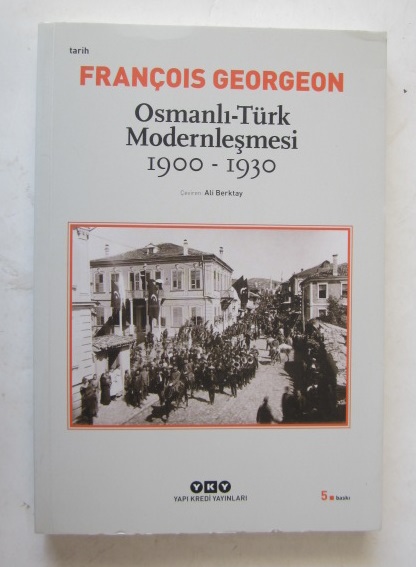 tarih
FRANÇOIS GEORGEON
Osmanlı-Türk
Modernleşmesi
1900 - 1930
Çeviren: Ali Berktay
YKY
YAPI KREDİ YAYINLARI
5. baskı